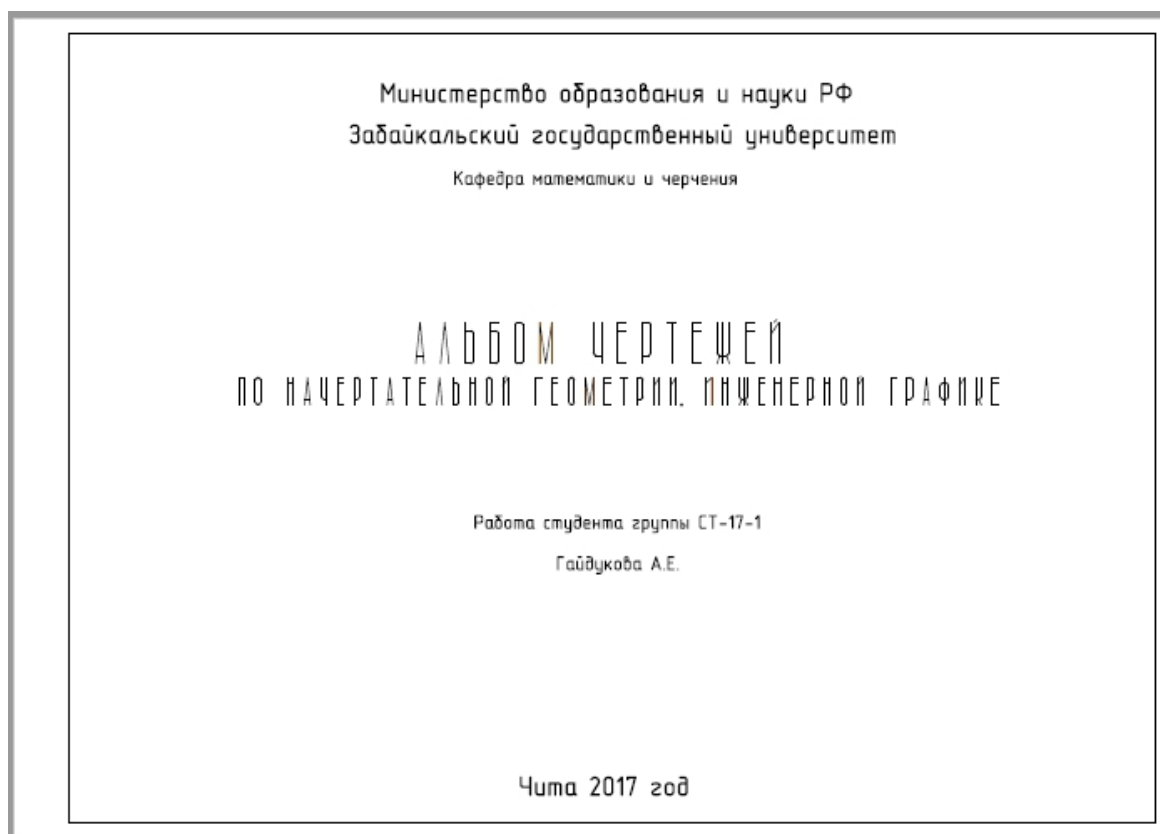 Министерство образования и науки РФ
Забайкальский государственный университет
Кафедра математики и черчения
АЛЬБОМ ЧЕРТЕЖЕЙ
ПО НАЧЕРТАТЕЛЬНОЙ ГЕОМЕТРИИ. ИНЖЕНЕРНОЙ ГРАФИКЕ
Работа студента группы СТ-17-1
Гайдукова А.Е.
Чита 2017 год